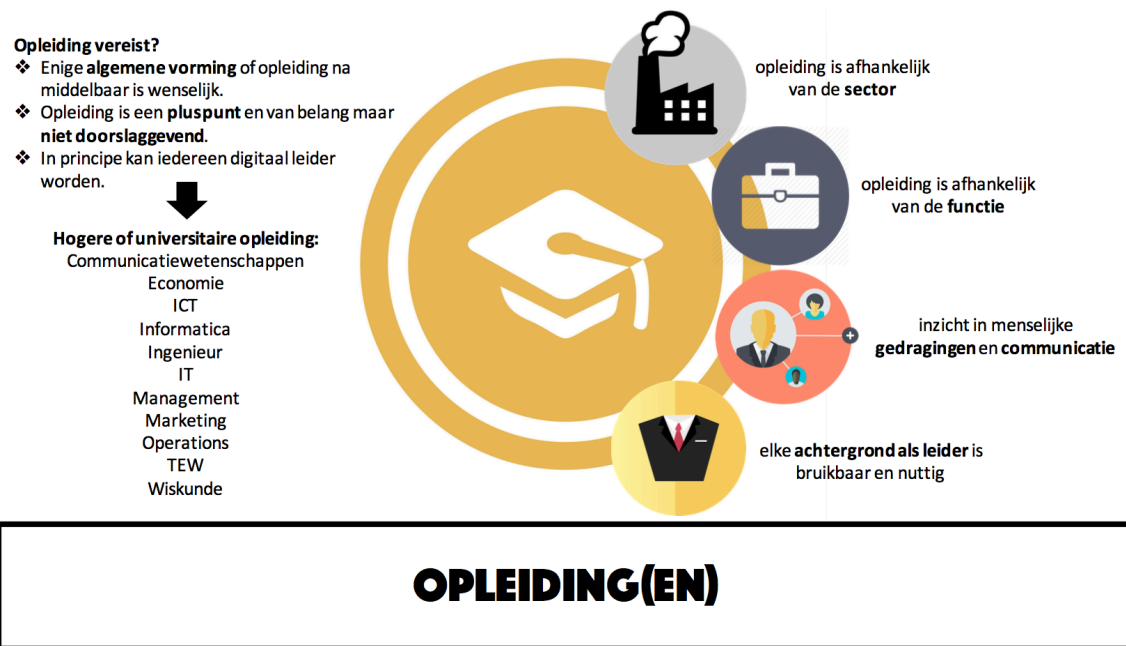 Opleiding vereist?
❖ Enige algemene vorming of opleiding na
middelbaar is wenselijk.
❖ Opleiding is een pluspunt en van belang maar
niet doorslaggevend.
❖ In principe kan iedereen digitaal leider
worden.
Hogere of universitaire opleiding:
Communicatiewetenschappen
Economie
ICT
Informatica
Ingenieur
IT
Management
Marketing
Operations
TEW
Wiskunde
opleiding is afhankelijk
van de sector
opleiding is afhankelijk
van de functie
inzicht in menselijke
gedragingen en communicatie
elke achtergrond als leider is
bruikbaar en nuttig
OPLEIDING(EN)